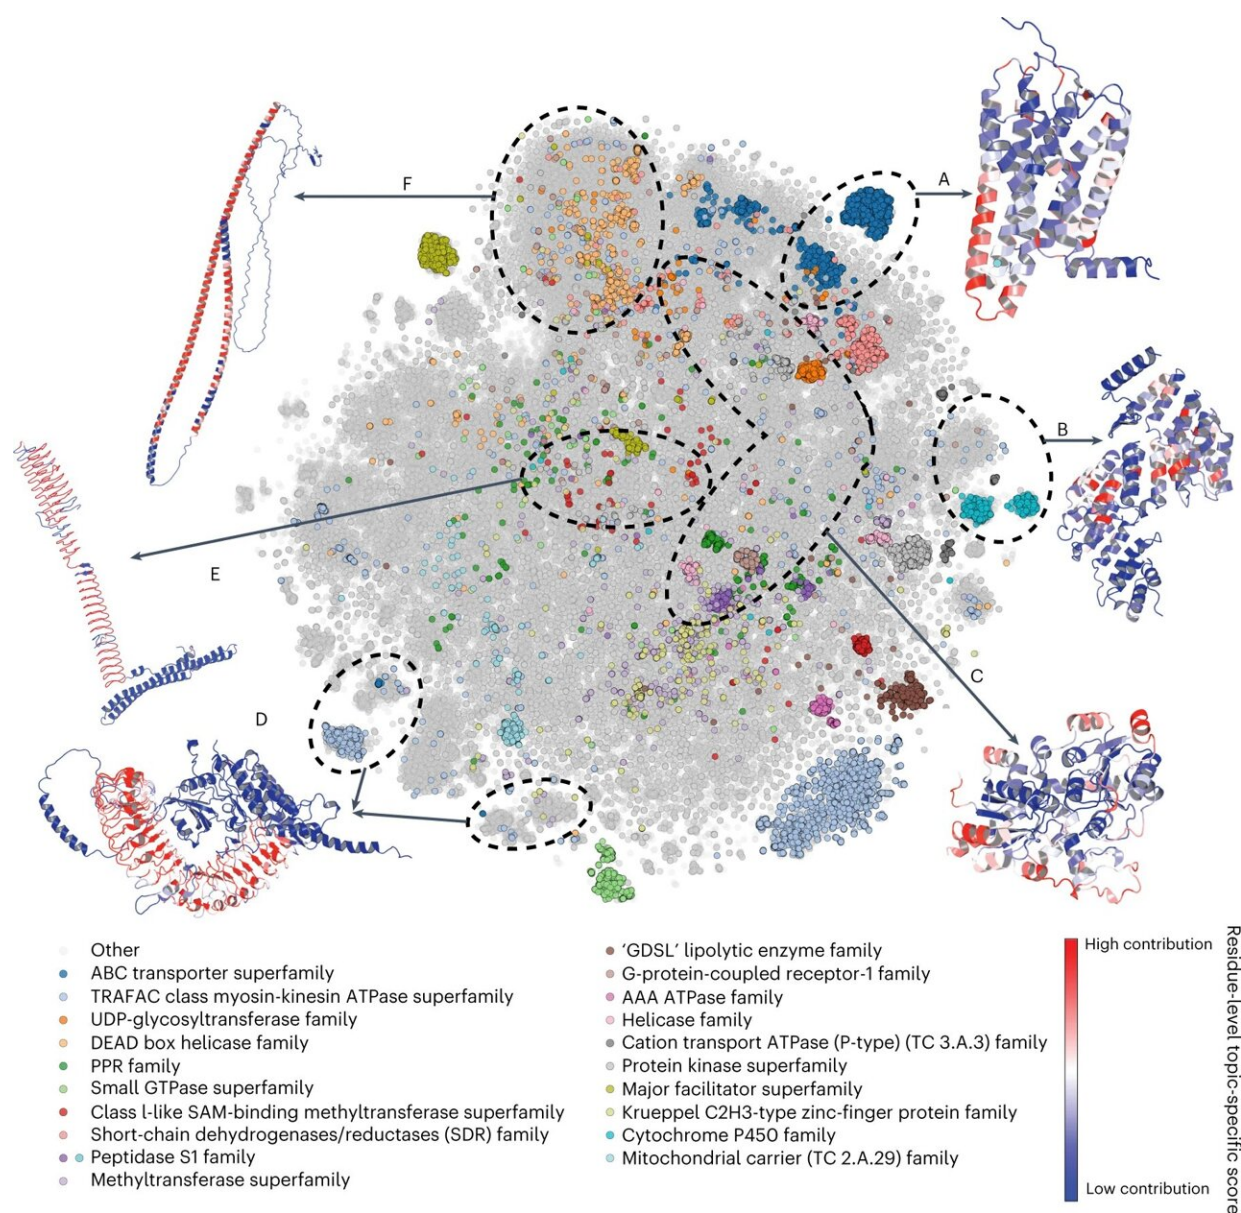 A
F
B
E
C
D
Other
ABC transporter superfamily
TRAFAC class myosin-kinesin ATPase superfamily
UDP-glycosyltransferase family
DEAD box helicase family
PPR family
Small GTPase superfamily
Class l-like SAM-binding methyltransferase superfamily
Short-chain dehydrogenases/reductases (SDR) family
Peptidase S1 family
Methyltransferase superfamily
‘GDSL’ lipolytic enzyme family
G-protein-coupled receptor-1 family
AAA ATPase family
Helicase family
Cation transport ATPase (P-type) (TC 3.A.3) family
Protein kinase superfamily
Major facilitator superfamily
Krueppel C2H3-type zinc-finger protein family
Cytochrome P450 family
Mitochondrial carrier (TC 2.A.29) family
High contribution
Low contribution
Residue-level topic-specific score